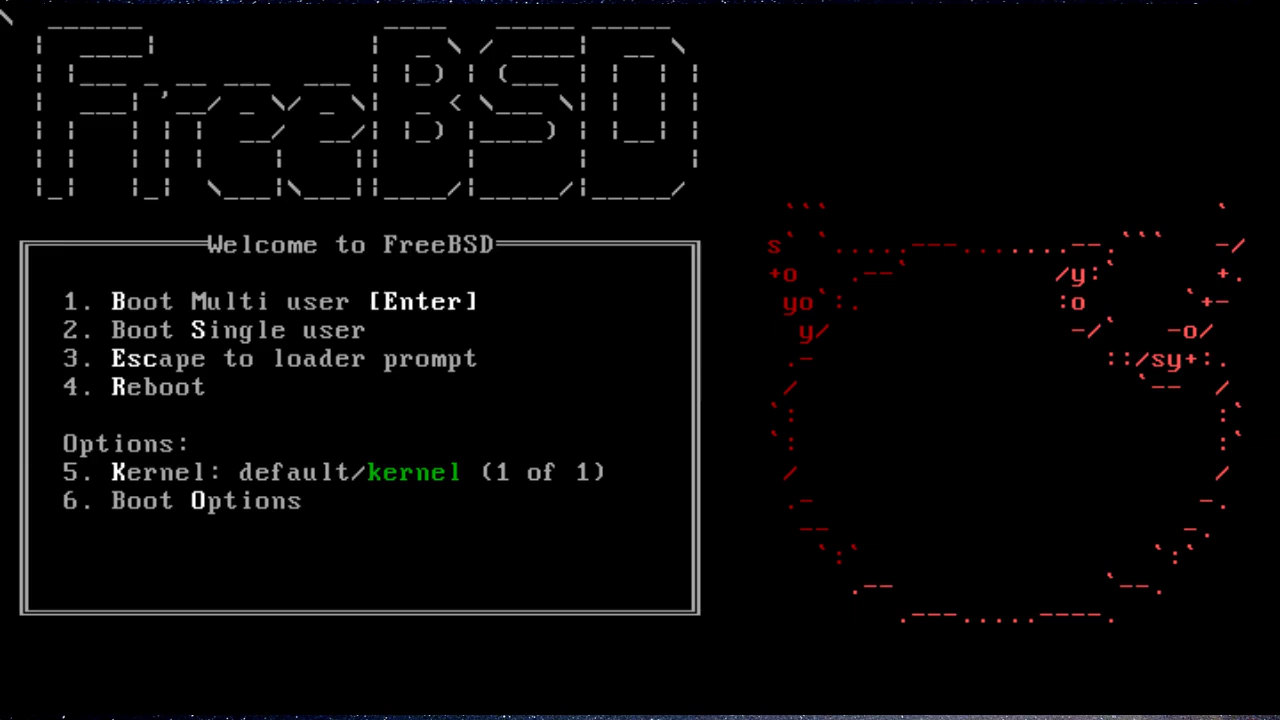 FreeBSD
Welcome to FreeBSD
1. Boot Multi user [Enter]
2. Boot Single user
3. Escape to loader prompt
4. Reboot
Options:
5. Kernel: default/kernel (1 of 1)
6. Boot Options